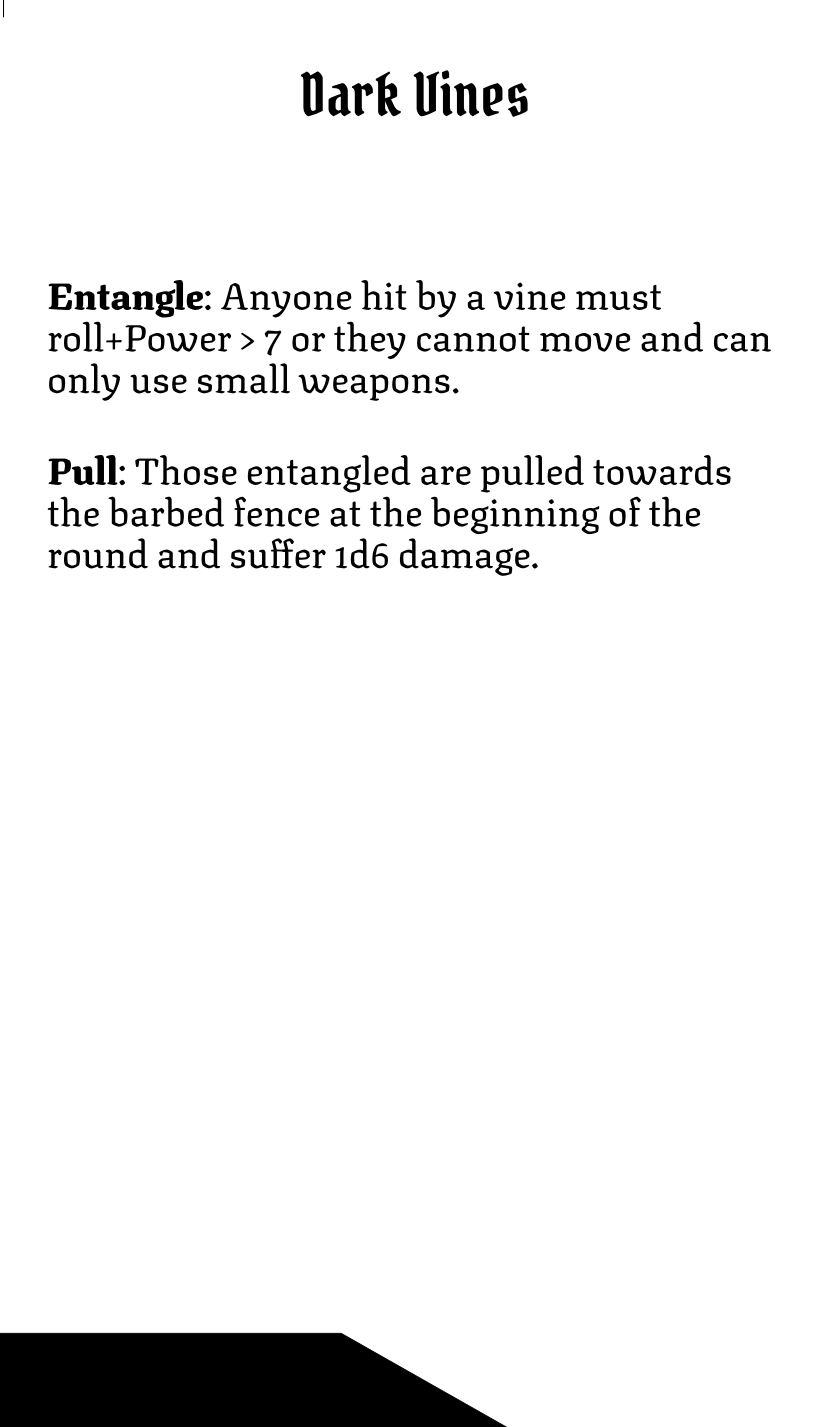 Dark Vines
Entangle: Anyone hit by a vine must
roll+Power > 7 or they cannot move and can
only use small weapons.
Pull: Those entangled are pulled towards
the barbed fence at the beginning of the
round and suffer 1d6 damage.